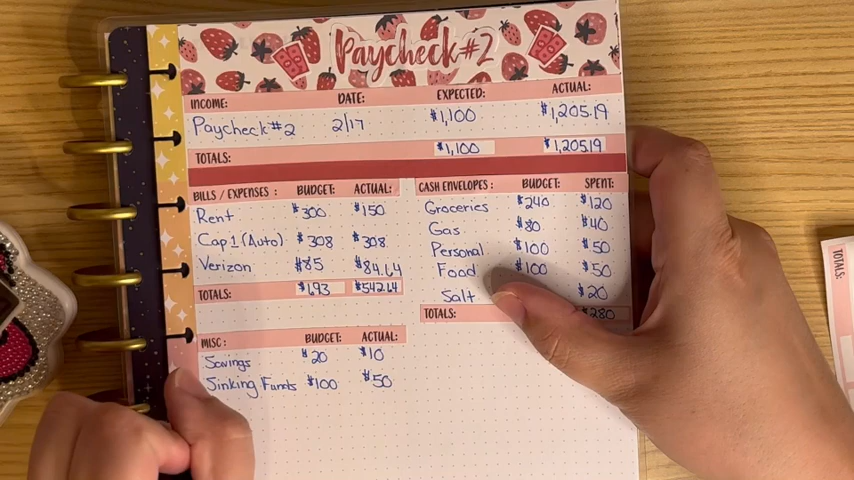 Paycheck #2
INCOME: DATE: EXPECTED: ACTUAL:
Paycheck #2 2/17 $1,100 $1,205.19
TOTALS: $1,100 $1,205.19
BILLS / EXPENSES: BUDGET: ACTUAL:
Rent $300 $150
Cap 1 (Auto) $308 $308
Verizon $85 $84.64
TOTALS: $693 $542.64
MISC: BUDGET: ACTUAL:
Savings $20 $10
Sinking Funds $100 $50
CASH ENVELOPES: BUDGET: SPENT:
Groceries $240 $120
Gas $80 $40
Personal $100 $50
Food $100 $50
Salt $20
TOTALS: $280
TOTALS: